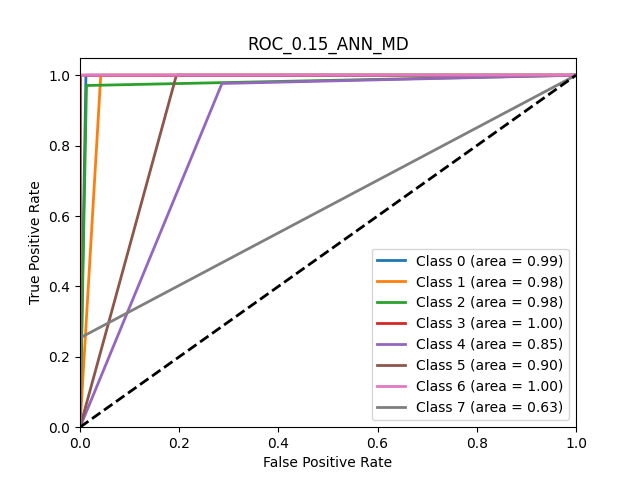 ROC_0.15_ANN_MD
True Positive Rate
1.0
0.8
0.6
0.4
0.2
0.0
Class 0 (area = 0.99)
Class 1 (area = 0.98)
Class 2 (area = 0.98)
Class 3 (area = 1.00)
Class 4 (area = 0.85)
Class 5 (area = 0.90)
Class 6 (area = 1.00)
Class 7 (area = 0.63)
0.0 0.2 0.4 0.6 0.8 1.0
False Positive Rate